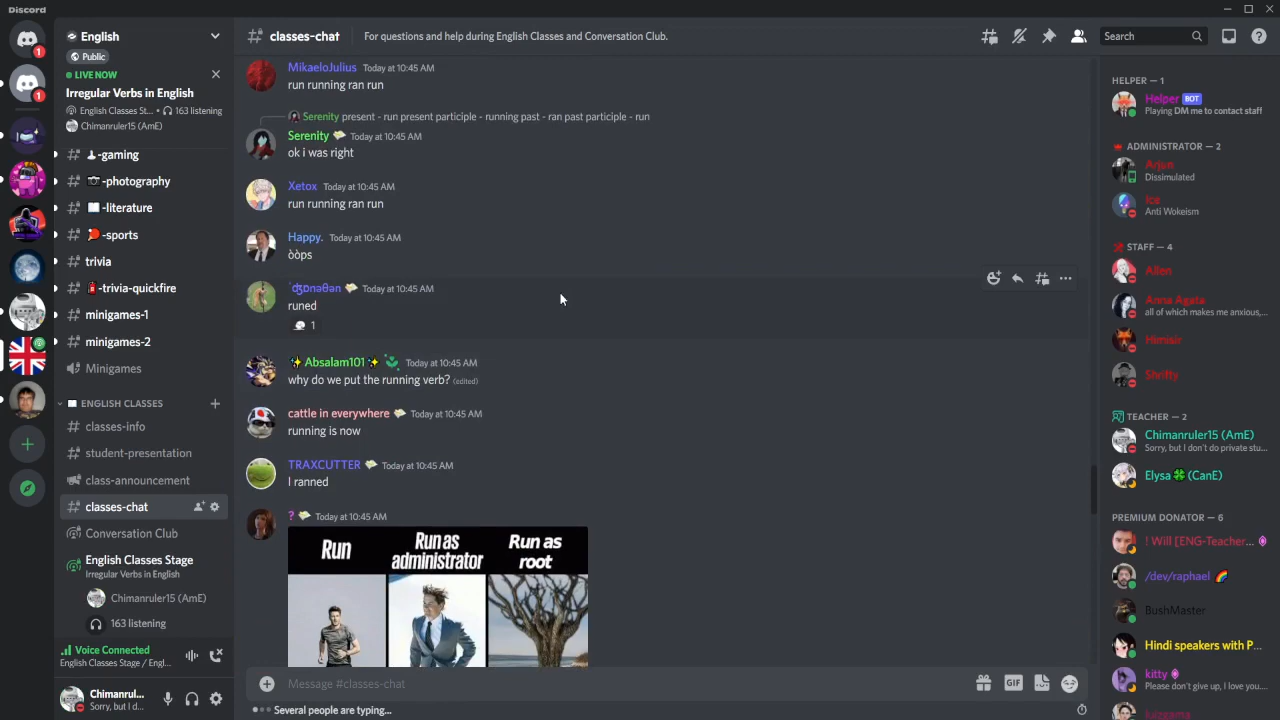 Discord
1
1
English
Public
LIVE NOW
Irregular Verbs in English
English Classes St... • 163 listening
Chimanruler15 (AmE)
-gaming
-photography
-literature
-sports
trivia
-trivia-quickfire
minigames-1
minigames-2
Minigames
ENGLISH CLASSES
classes-info
student-presentation
class-announcement
classes-chat
Conversation Club
English Classes Stage
Irregular Verbs in English
Chimanruler15 (AmE)
163 listening
Voice Connected
English Classes Stage / Engl...
Chimanrul...
Sorry, but I d...
classes-chat
For questions and help during English Classes and Conversation Club.
Search
MikaeloJulius Today at 10:45 AM
run running ran run
Serenity present - run present participle - running past - ran past participle - run
Serenity Today at 10:45 AM
ok i was right
Xetox Today at 10:45 AM
run running ran run
Happy. Today at 10:45 AM
òòps
ˈʤɒnəθən Today at 10:45 AM
runed
1
Absalam101 Today at 10:45 AM
why do we put the running verb? (edited)
cattle in everywhere Today at 10:45 AM
running is now
TRAXCUTTER Today at 10:45 AM
I ranned
? Today at 10:45 AM
Run
Run as administrator
Run as root
Message #classes-chat
GIF
Several people are typing...
HELPER — 1
Helper BOT
Playing DM me to contact staff
ADMINISTRATOR — 2
Arjun
Dissimulated
Ice
Anti Wokeism
STAFF — 4
Allen
Anna Agata
all of which makes me anxious,...
Himisir
Shrifty
TEACHER — 2
Chimanruler15 (AmE)
Sorry, but I don't do private stu...
Elysa (CanE)
PREMIUM DONATOR — 6
! Will [ENG-Teacher...
/dev/raphael
BushMaster
Hindi speakers with P...
kitty
Please don't give up, I love you...